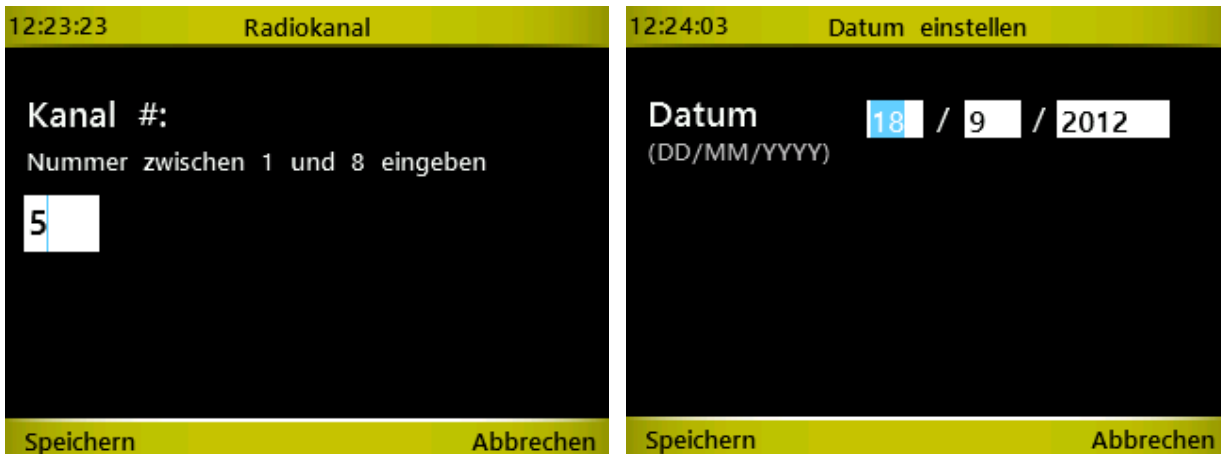 12:23:23 Radiokanal
Kanal #:
Nummer zwischen 1 und 8 eingeben
5
Speichern Abbrechen
12:24:03 Datum einstellen
Datum 18 / 9 / 2012
(DD/MM/YYYY)
Speichern Abbrechen